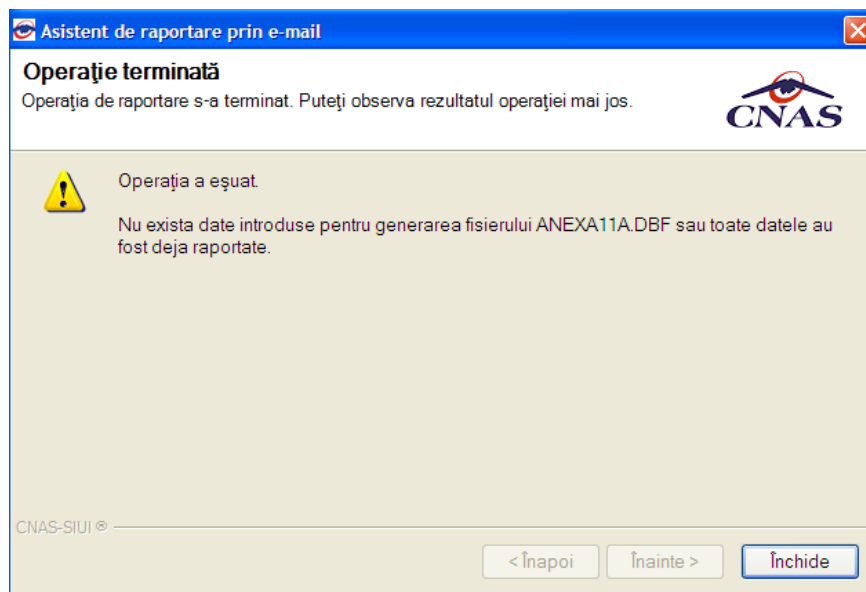 Asistent de raportare prin e-mail
Operaţie terminată
Operaţia de raportare s-a terminat. Puteţi observa rezultatul operaţiei mai jos.
CNAS
Operaţia a eşuat.
Nu exista date introduse pentru generarea fisierului ANEXA11A.DBF sau toate datele au
fost deja raportate.
CNAS-SIUI ®
< Înapoi
Înainte >
Închide